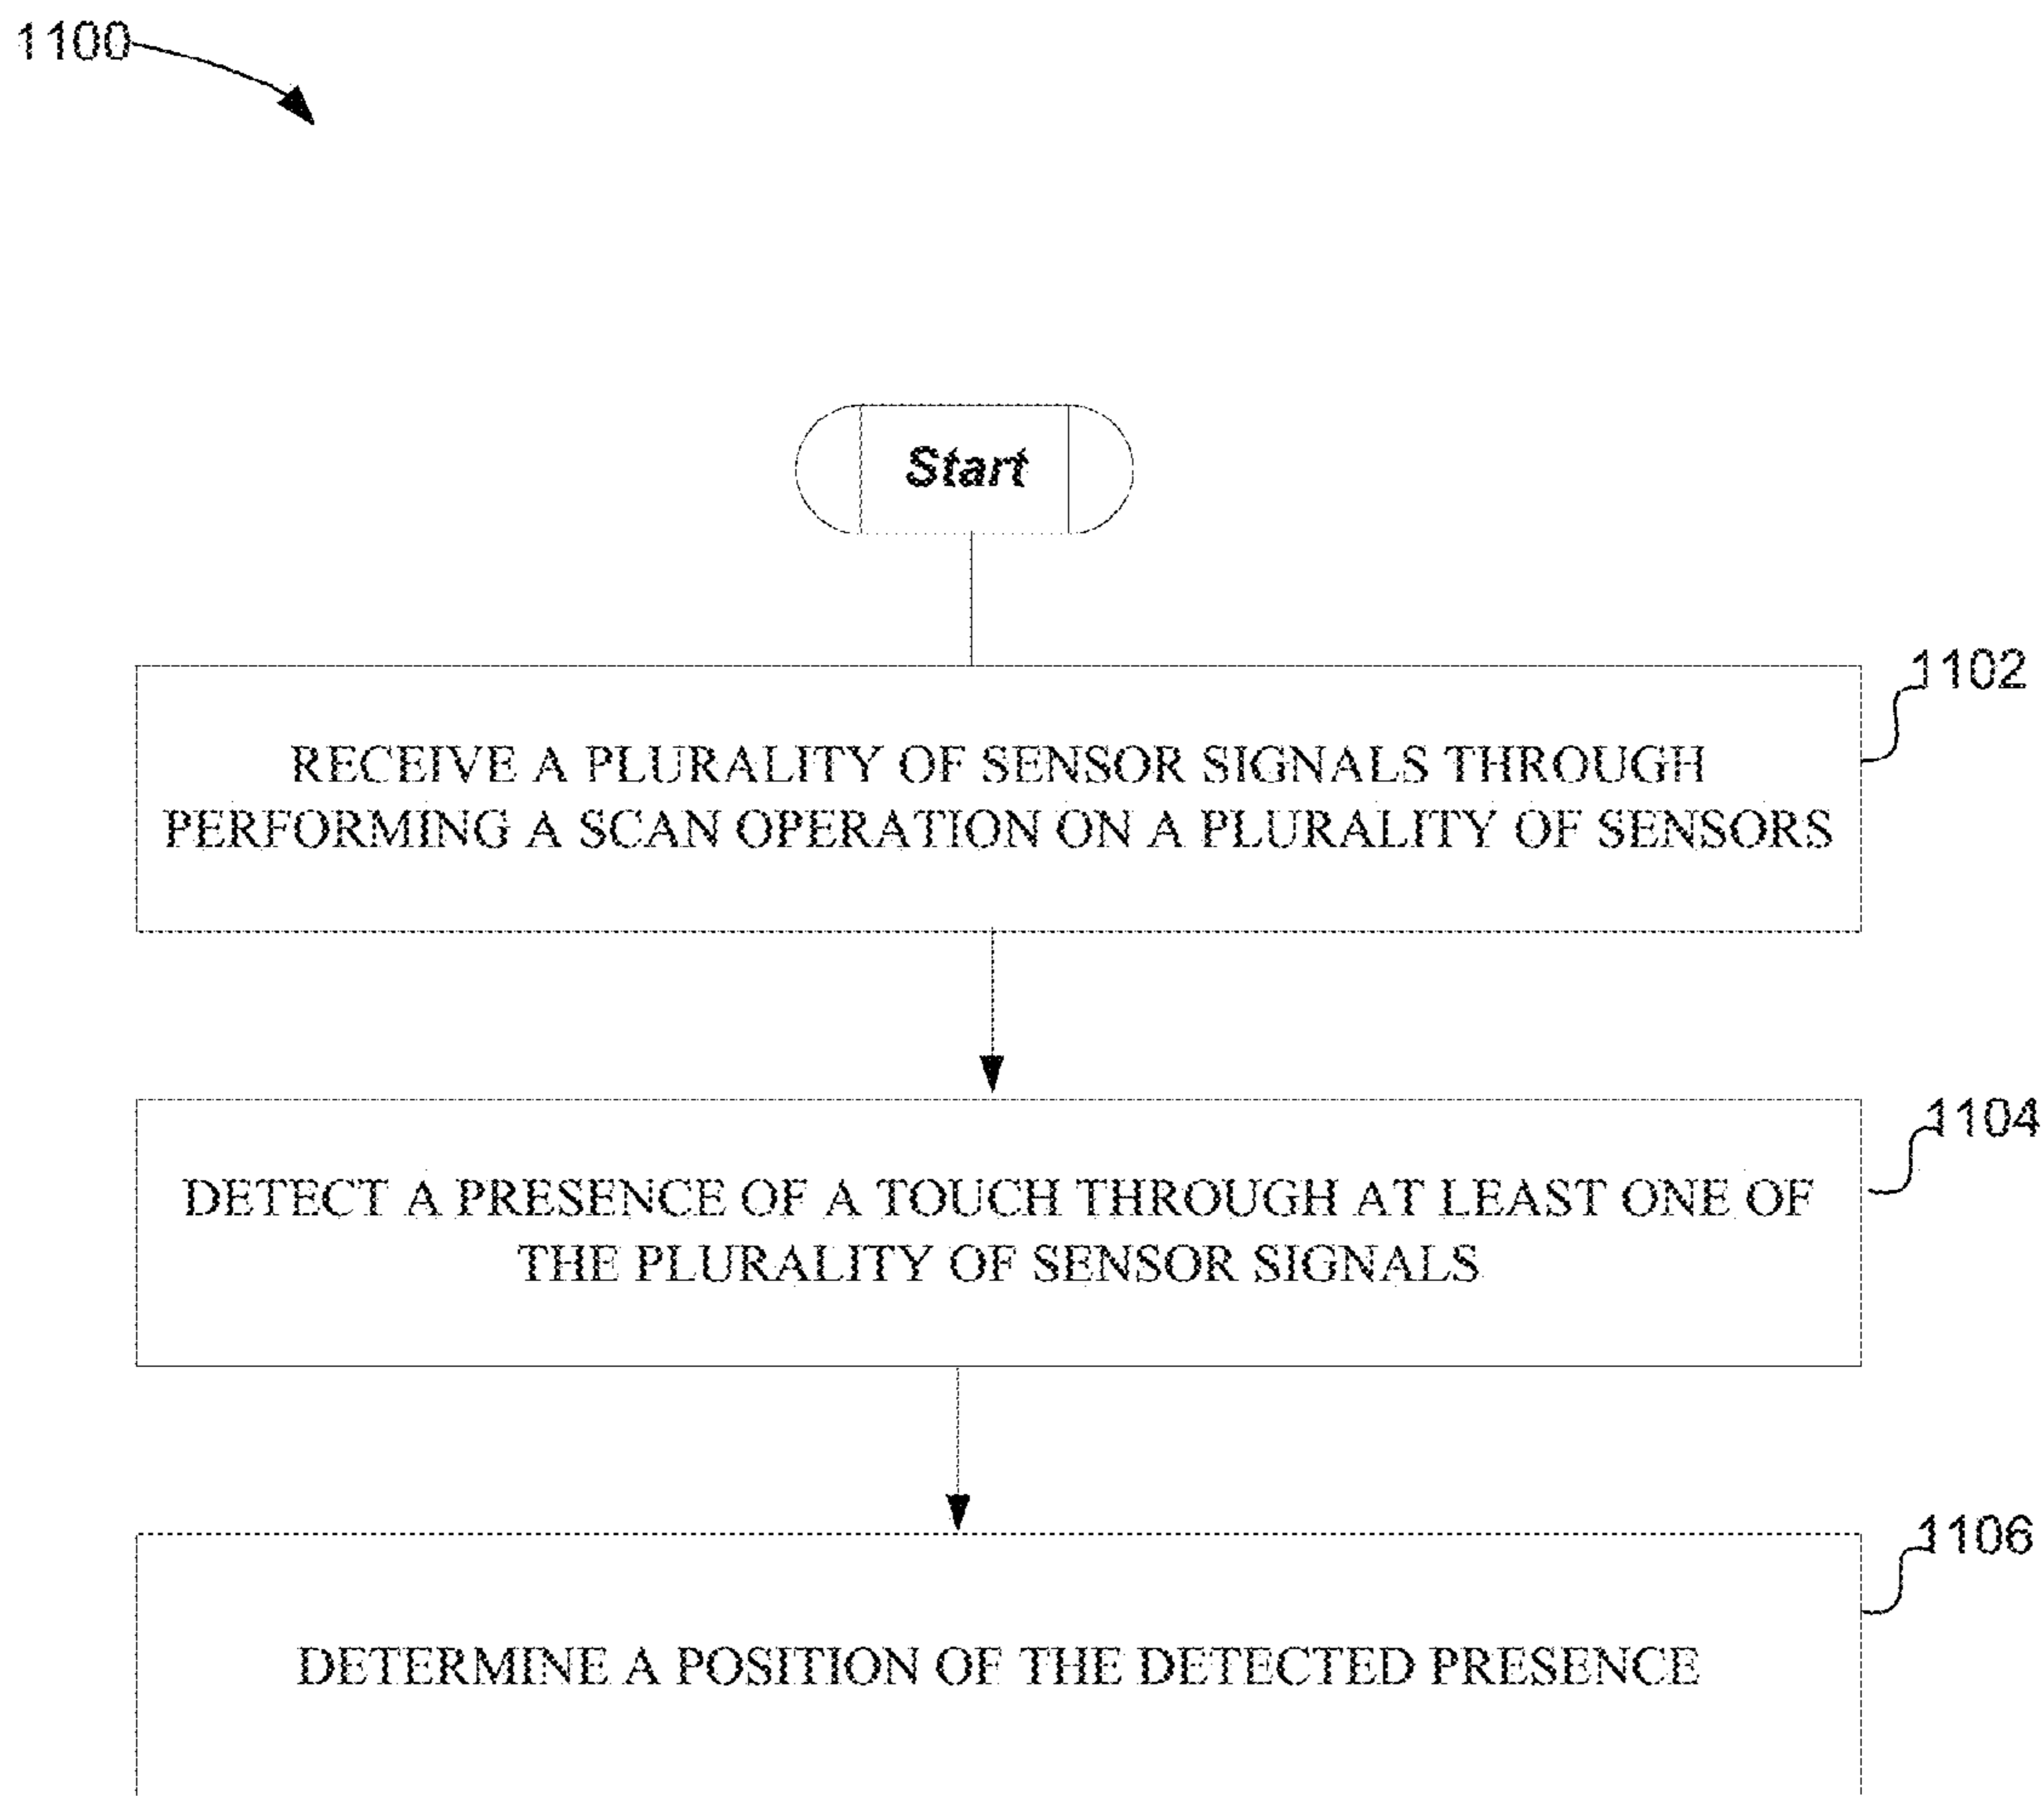 1100
Start
1102
RECEIVE A PLURALITY OF SENSOR SIGNALS THROUGH
PERFORMING A SCAN OPERATION ON A PLURALITY OF SENSORS
1104
DETECT A PRESENCE OF A TOUCH THROUGH AT LEAST ONE OF
THE PLURALITY OF SENSOR SIGNALS
1106
DETERMINE A POSITION OF THE DETECTED PRESENCE